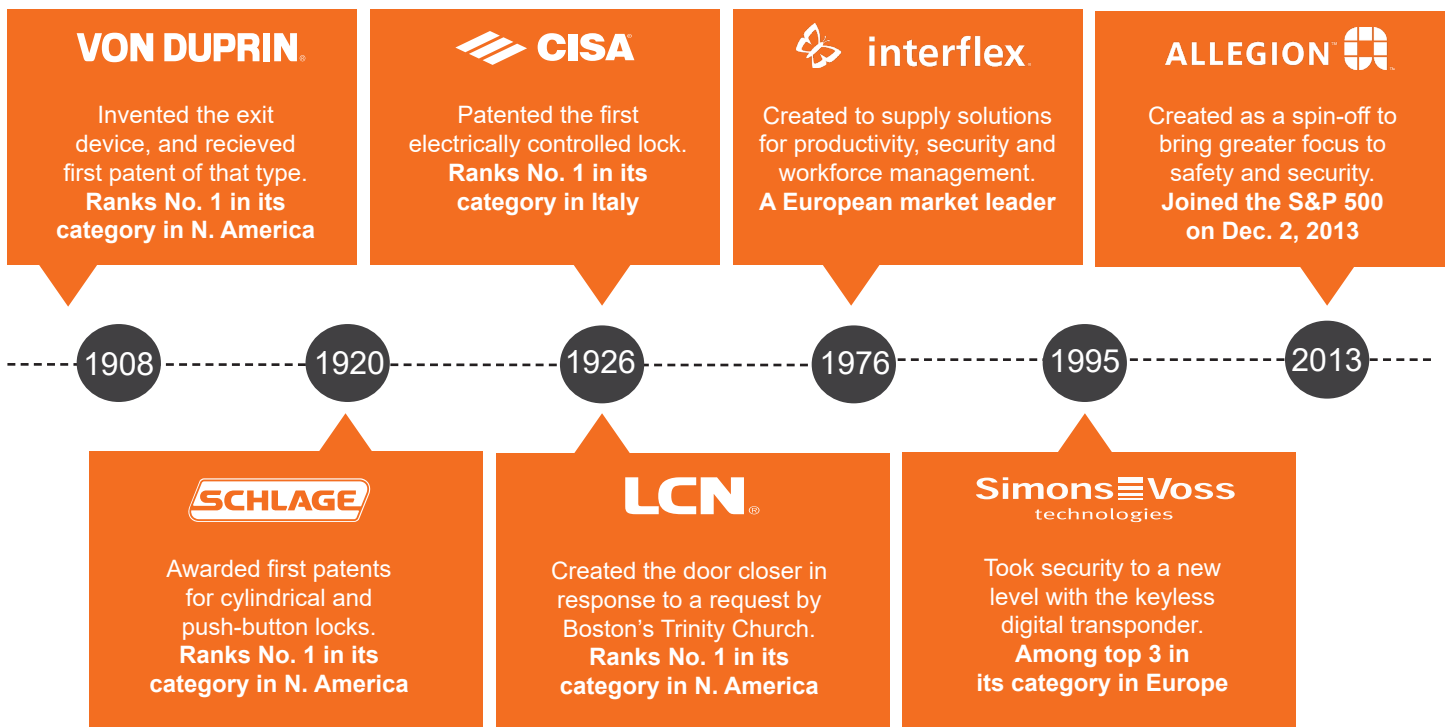 VON DUPRIN®
Invented the exit
device, and recieved
first patent of that type.
Ranks No. 1 in its
category in N. America
CISA
Patented the first
electrically controlled lock.
Ranks No. 1 in its
category in Italy
interflex
Created to supply solutions
for productivity, security and
workforce management.
A European market leader
ALLEGION™
Created as a spin-off to
bring greater focus to
safety and security.
Joined the S&P 500
on Dec. 2, 2013
1908
1920
1926
1976
1995
2013
SCHLAGE
Awarded first patents
for cylindrical and
push-button locks.
Ranks No. 1 in its
category in N. America
LCN®
Created the door closer in
response to a request by
Boston's Trinity Church.
Ranks No. 1 in its
category in N. America
SimonsVoss
technologies
Took security to a new
level with the keyless
digital transponder.
Among top 3 in
its category in Europe